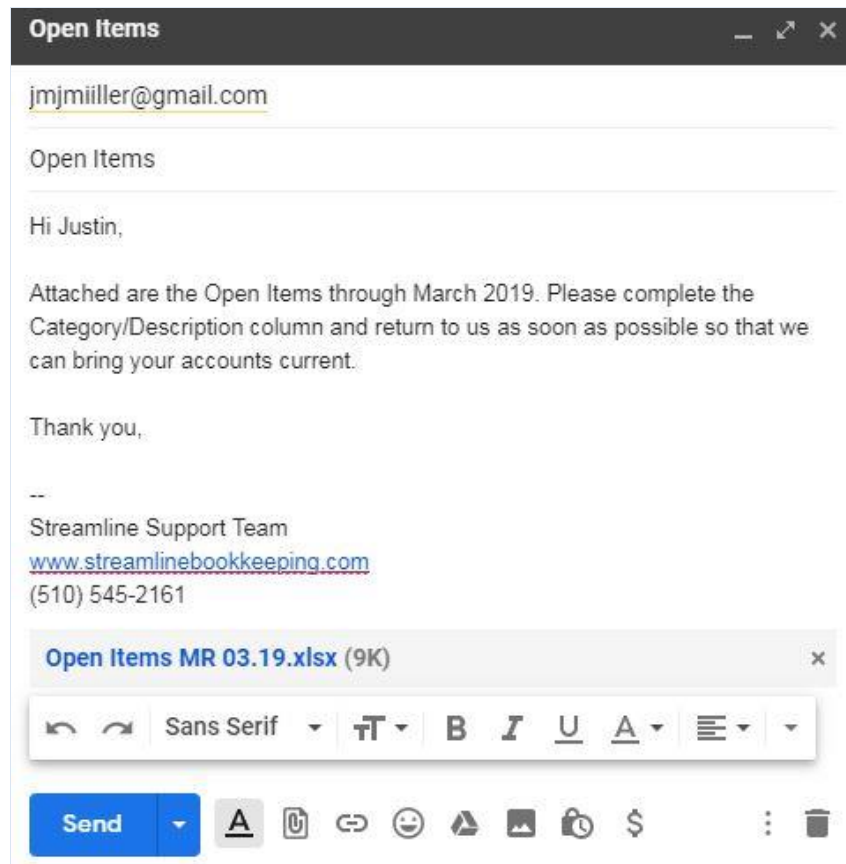 Open Items
jmjmiiller@gmail.com
Open Items
Hi Justin,
Attached are the Open Items through March 2019. Please complete the
Category/Description column and return to us as soon as possible so that we
can bring your accounts current.
Thank you,
--
Streamline Support Team
www.streamlinebookkeeping.com
(510) 545-2161
Open Items MR 03.19.xlsx (9K)
Sans Serif
Send